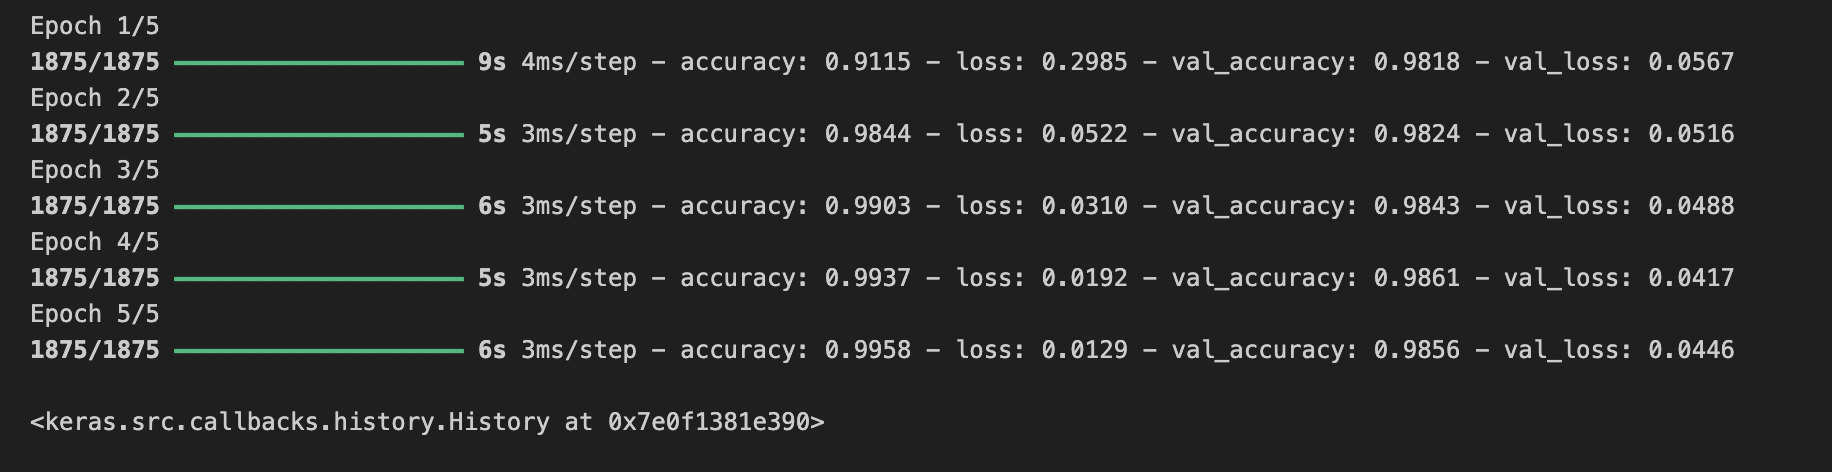 Epoch 1/5
1875/1875 ━━━━━━━━━━━━━━━━━━━━ 9s 4ms/step - accuracy: 0.9115 - loss: 0.2985 - val_accuracy: 0.9818 - val_loss: 0.0567
Epoch 2/5
1875/1875 ━━━━━━━━━━━━━━━━━━━━ 5s 3ms/step - accuracy: 0.9844 - loss: 0.0522 - val_accuracy: 0.9824 - val_loss: 0.0516
Epoch 3/5
1875/1875 ━━━━━━━━━━━━━━━━━━━━ 6s 3ms/step - accuracy: 0.9903 - loss: 0.0310 - val_accuracy: 0.9843 - val_loss: 0.0488
Epoch 4/5
1875/1875 ━━━━━━━━━━━━━━━━━━━━ 5s 3ms/step - accuracy: 0.9937 - loss: 0.0192 - val_accuracy: 0.9861 - val_loss: 0.0417
Epoch 5/5
1875/1875 ━━━━━━━━━━━━━━━━━━━━ 6s 3ms/step - accuracy: 0.9958 - loss: 0.0129 - val_accuracy: 0.9856 - val_loss: 0.0446
<keras.src.callbacks.history.History at 0x7e0f1381e390>